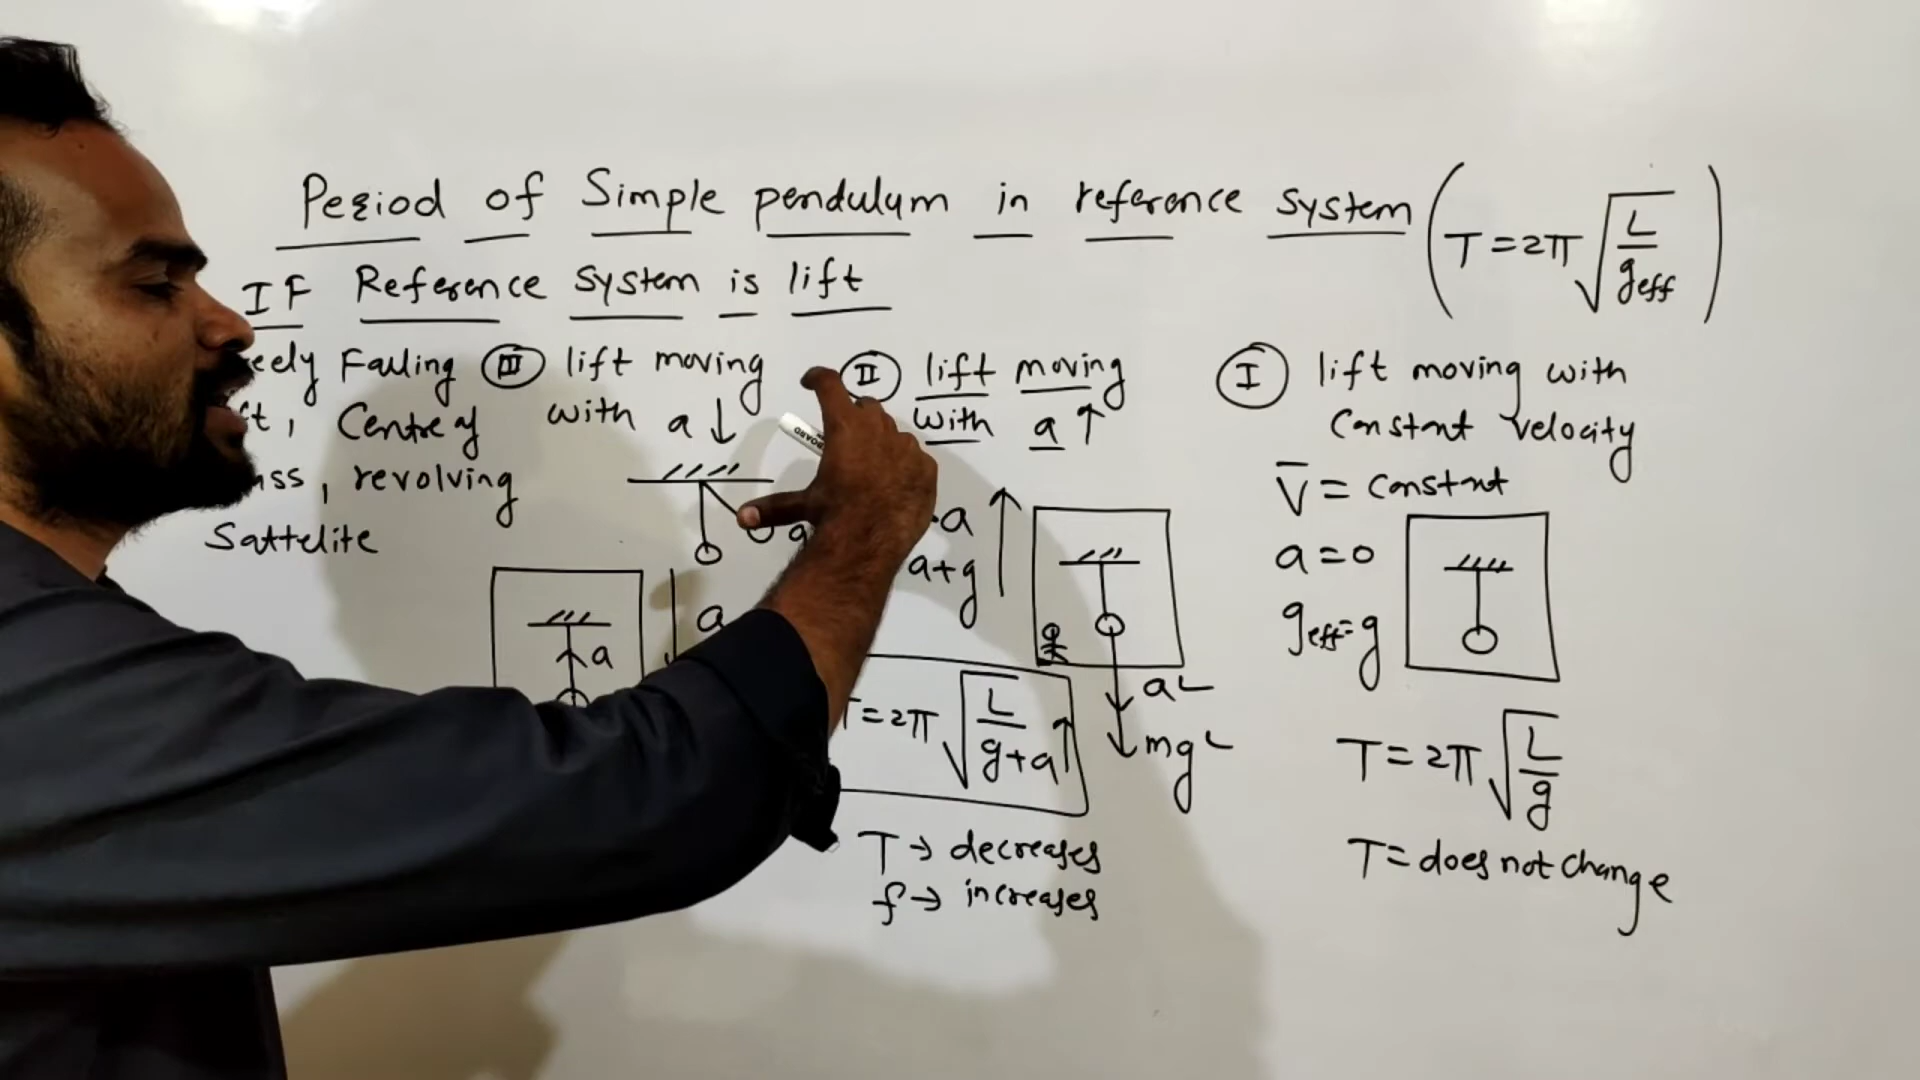 Period of Simple pendulum in reference system (T = 2π √L/geff)
IF Reference system is lift
Falling
Centre of
, revolving
Sattelite
III lift moving
with a ↓
a
a
a
II lift moving
with a ↑
a
a+g
a
mg
T = 2π √L/g+a ↑
T → decreases
f → increases
I lift moving with
Constant velocity
V̄ = Constant
a = 0
geff = g
T = 2π √L/g
T = does not change